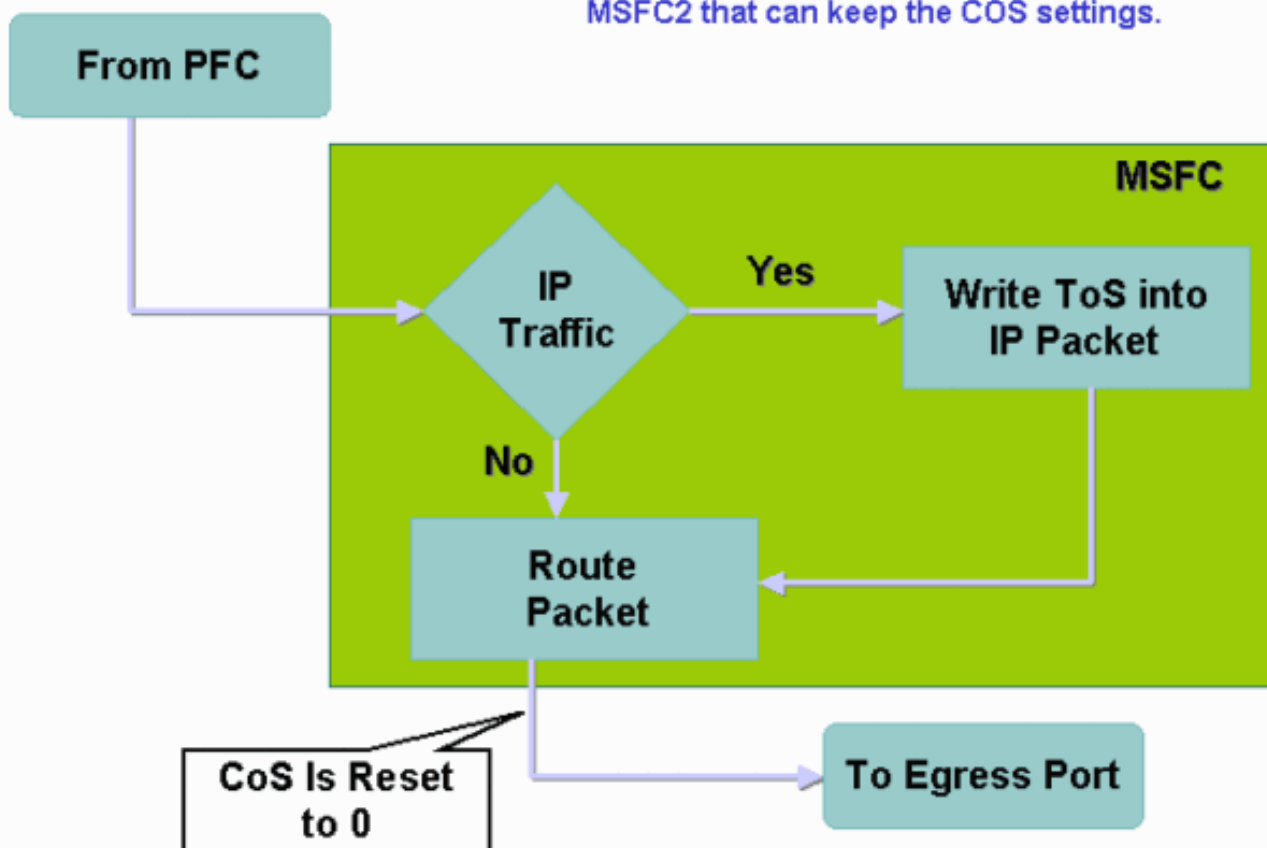 MSFC2 that can keep the COS settings.
From PFC
MSFC
IP
Traffic
Yes
Write ToS into
IP Packet
No
Route
Packet
CoS Is Reset
to 0
To Egress Port